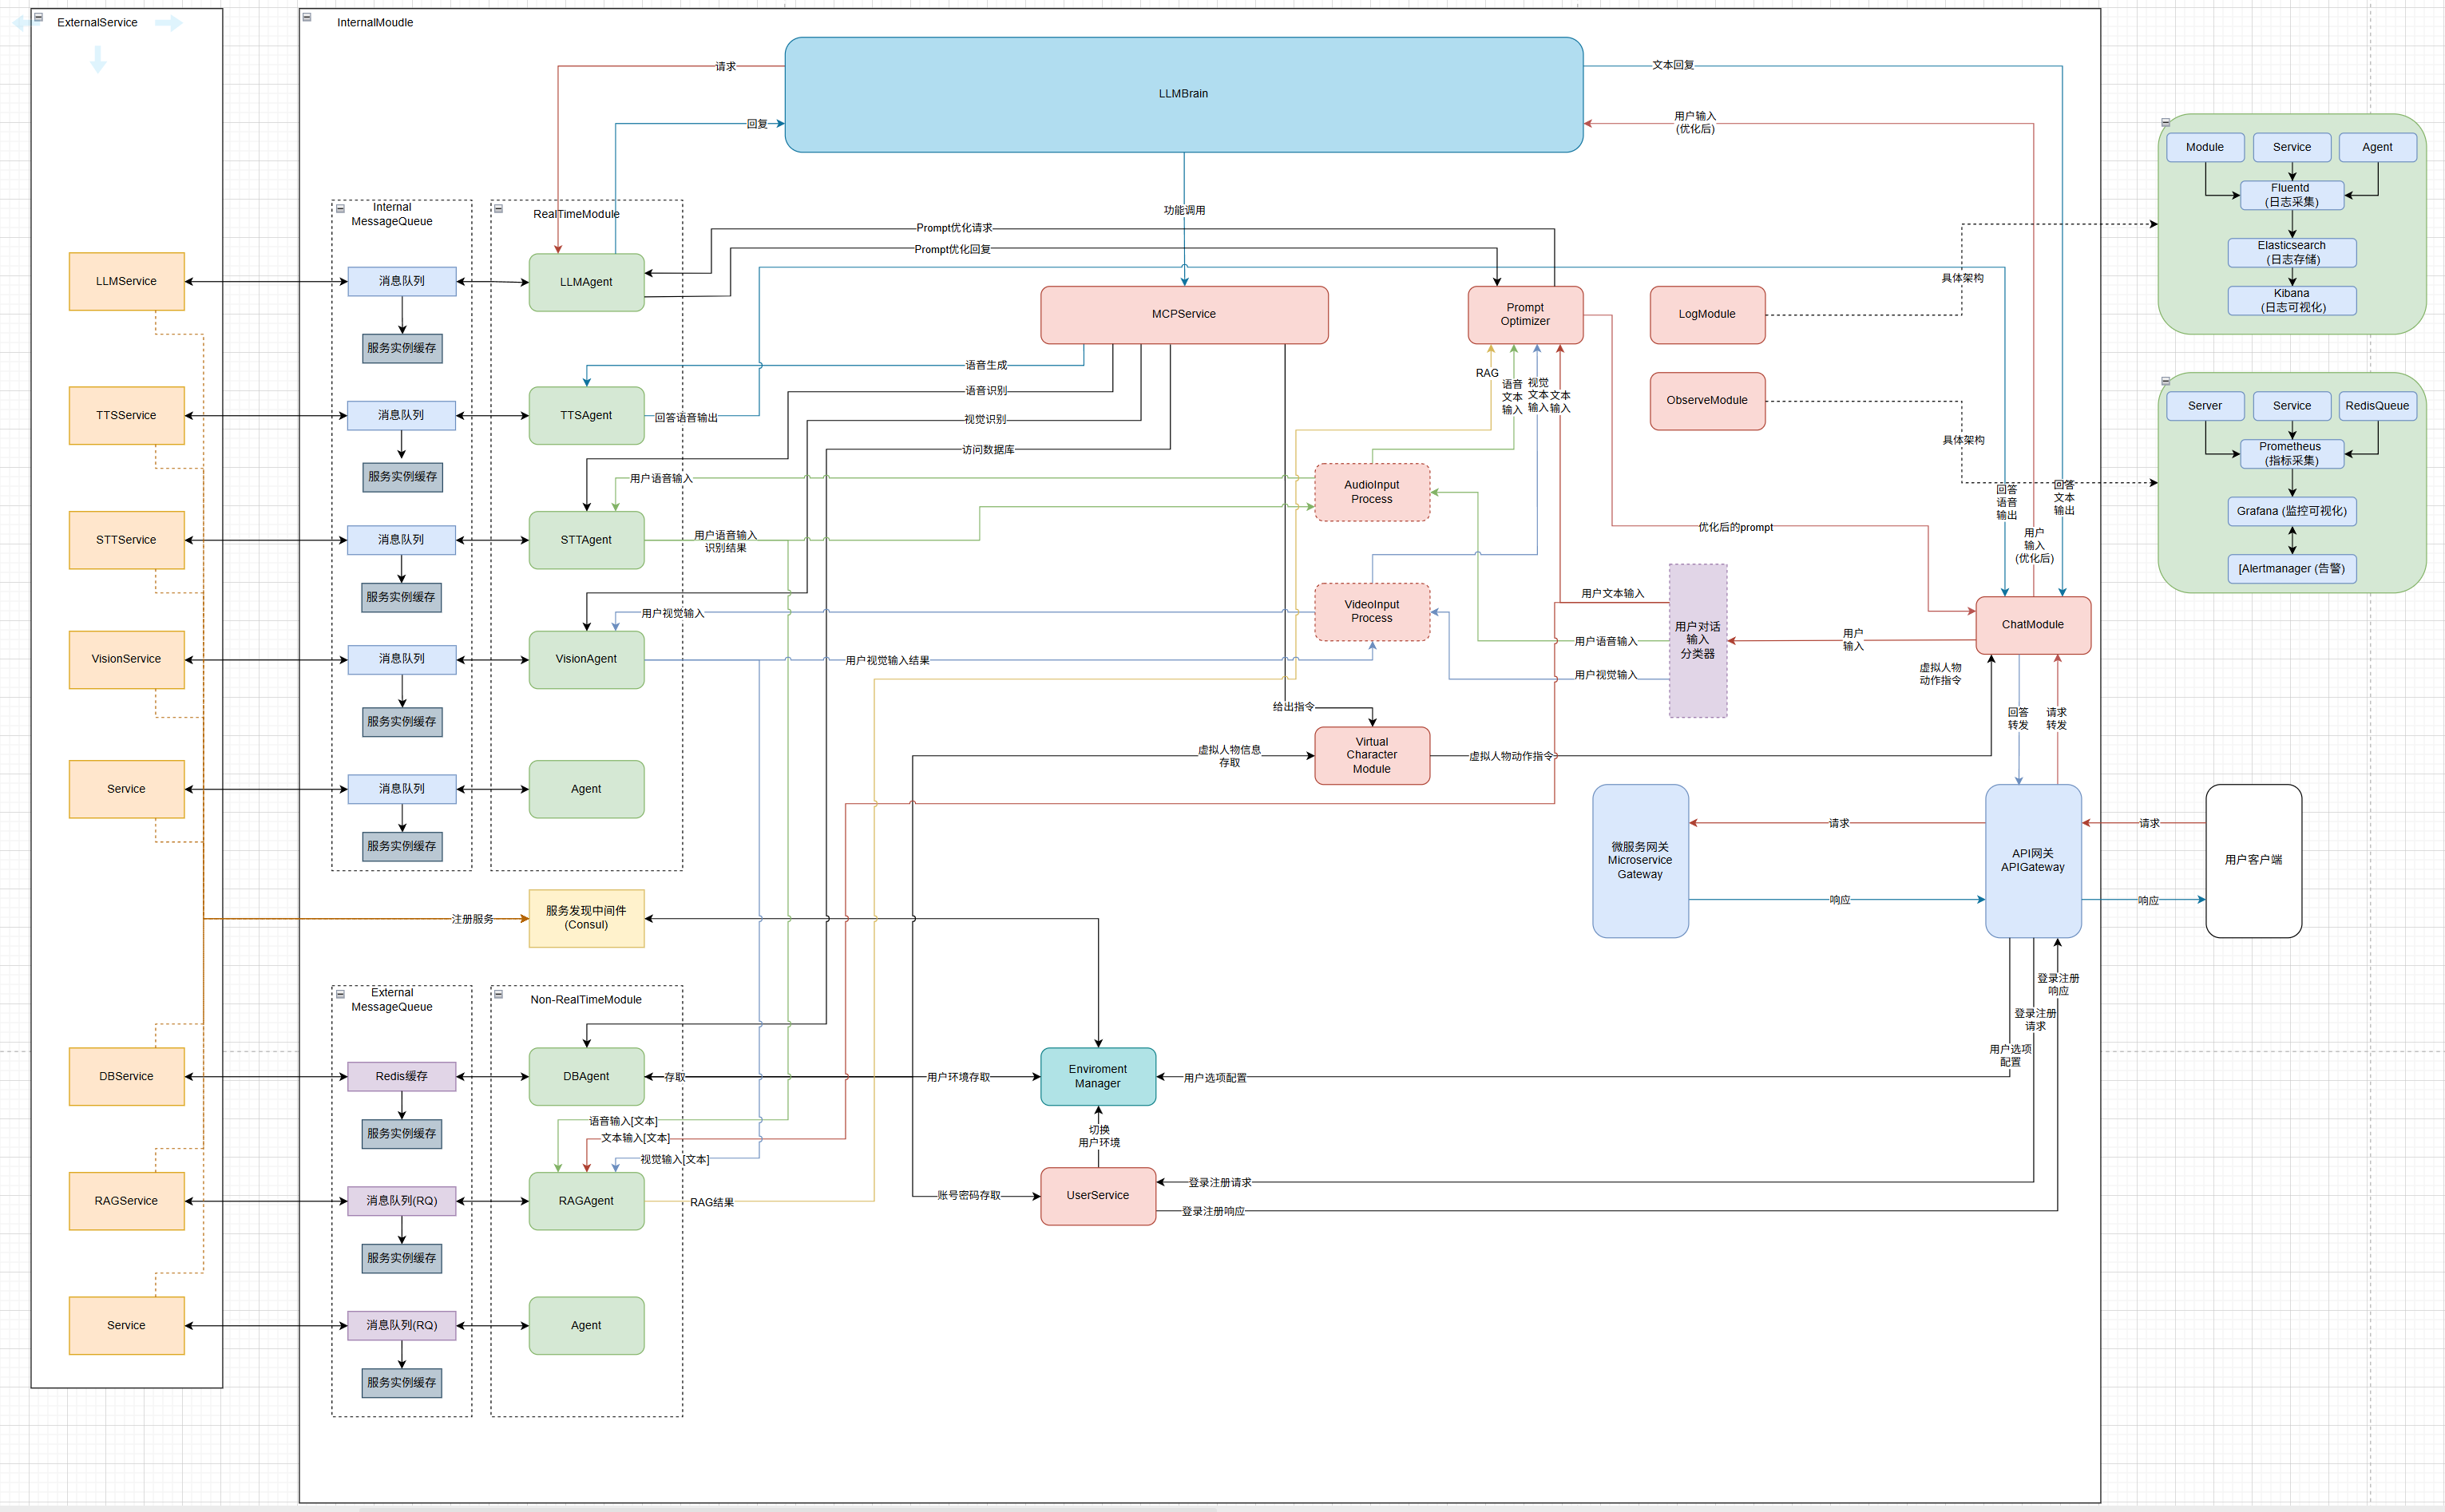 ExternalService
InternalMoudle
LLMBrain
请求
回复
文本回复
用户输入
(优化后)
功能调用
Internal
MessageQueue
RealTimeModule
Prompt优化请求
Prompt优化回复
LLMService
消息队列
服务实例缓存
LLMAgent
MCPService
Prompt
Optimizer
LogModule
具体架构
ObserveModule
具体架构
Module
Service
Agent
Fluentd
(日志采集)
Elasticsearch
(日志存储)
Kibana
(日志可视化)
Server
Service
RedisQueue
Prometheus
(指标采集)
Grafana (监控可视化)
[Alertmanager (告警)
TTSService
消息队列
服务实例缓存
TTSAgent
回答语音输出
语音生成
语音识别
视觉识别
访问数据库
RAG
语音
文本
输入
视觉
文本
输入
文本
输入
用户语音输入
AudioInput
Process
STTService
消息队列
服务实例缓存
STTAgent
用户语音输入
识别结果
优化后的prompt
回答
语音
输出
回答
文本
输出
用户
输入
(优化后)
VisionService
消息队列
服务实例缓存
VisionAgent
用户视觉输入
用户视觉输入结果
VideoInput
Process
用户文本输入
用户语音输入
用户视觉输入
用户对话
输入
分类器
用户
输入
ChatModule
虚拟人物
动作指令
回答
转发
请求
转发
给出指令
Virtual
Character
Module
虚拟人物信息
存取
虚拟人物动作指令
Service
消息队列
服务实例缓存
Agent
微服务网关
Microservice
Gateway
请求
响应
API网关
APIGateway
请求
响应
用户客户端
注册服务
服务发现中间件
(Consul)
登录注册
响应
登录注册
请求
用户选项
配置
External
MessageQueue
Non-RealTimeModule
DBService
Redis缓存
服务实例缓存
DBAgent
存取
用户环境存取
Enviroment
Manager
用户选项配置
语音输入[文本]
文本输入[文本]
视觉输入[文本]
切换
用户环境
RAGService
消息队列(RQ)
服务实例缓存
RAGAgent
RAG结果
账号密码存取
UserService
登录注册请求
登录注册响应
Service
消息队列(RQ)
服务实例缓存
Agent